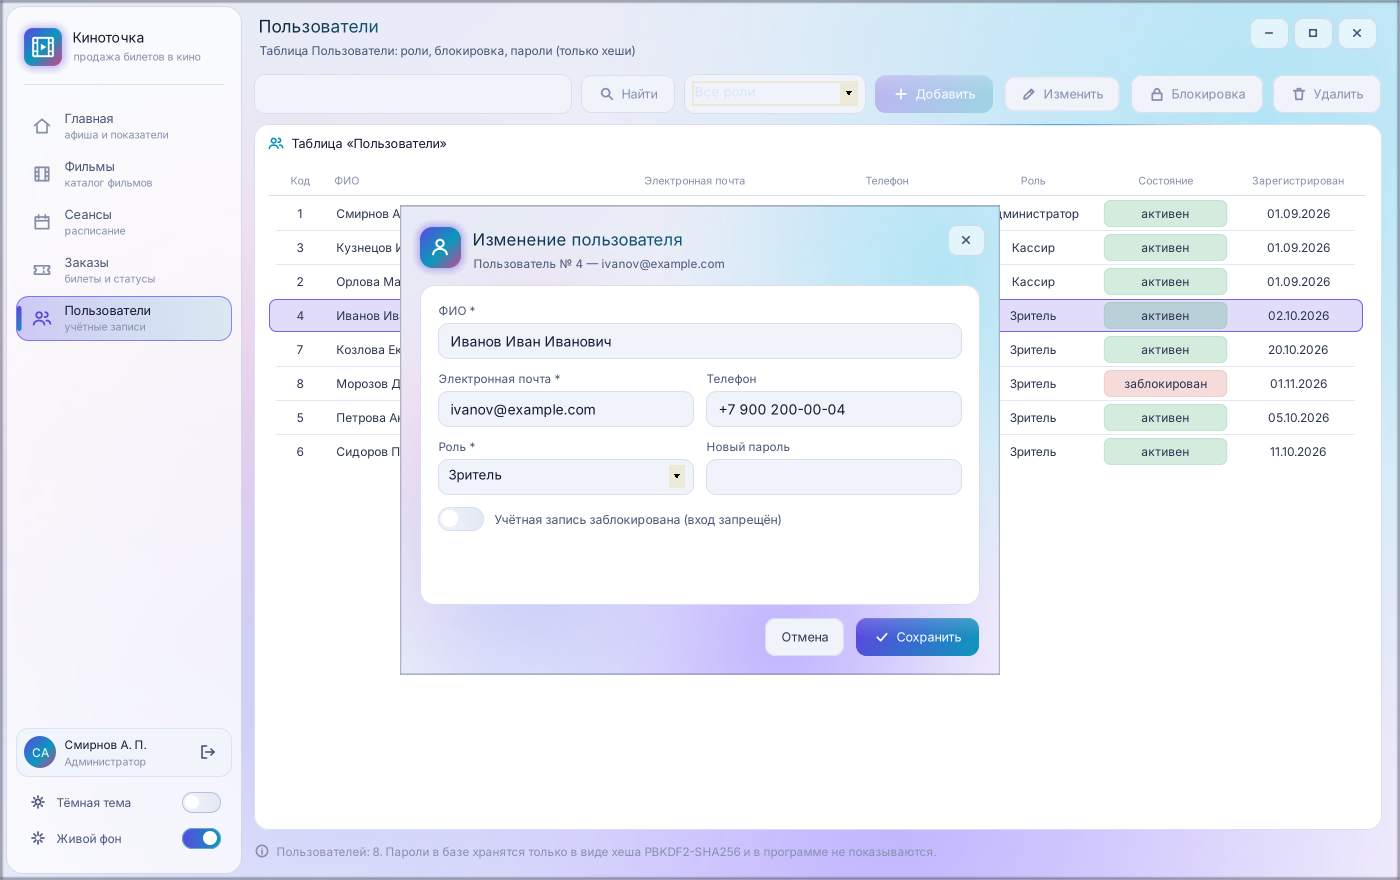 Киноточка
продажа билетов в кино
Главная
афиша и показатели
Фильмы
каталог фильмов
Сеансы
расписание
Заказы
билеты и статусы
Пользователи
учётные записи
Смирнов А. П.
СА
Администратор
Тёмная тема
Живой фон
Пользователи
Таблица Пользователи: роли, блокировка, пароли (только хеши)
Найти
Все роли
Добавить
Изменить
Блокировка
Удалить
Таблица «Пользователи»
Код ФИО Электронная почта Телефон Роль Состояние Зарегистрирован
1 Смирнов активен 01.09.2026
3 Кузнецов Кассир активен 01.09.2026
2 Орлова Кассир активен 01.09.2026
4 Иванов Зритель активен 02.10.2026
7 Козлова Зритель активен 20.10.2026
8 Морозов Зритель заблокирован 01.11.2026
5 Петрова Зритель активен 05.10.2026
6 Сидоров Зритель активен 11.10.2026
Изменение пользователя
Пользователь № 4 — ivanov@example.com
ФИО *
Иванов Иван Иванович
Электронная почта * Телефон
ivanov@example.com +7 900 200-00-04
Роль * Новый пароль
Зритель
Учётная запись заблокирована (вход запрещён)
Отмена
Сохранить
Пользователей: 8. Пароли в базе хранятся только в виде хеша PBKDF2-SHA256 и в программе не показываются.